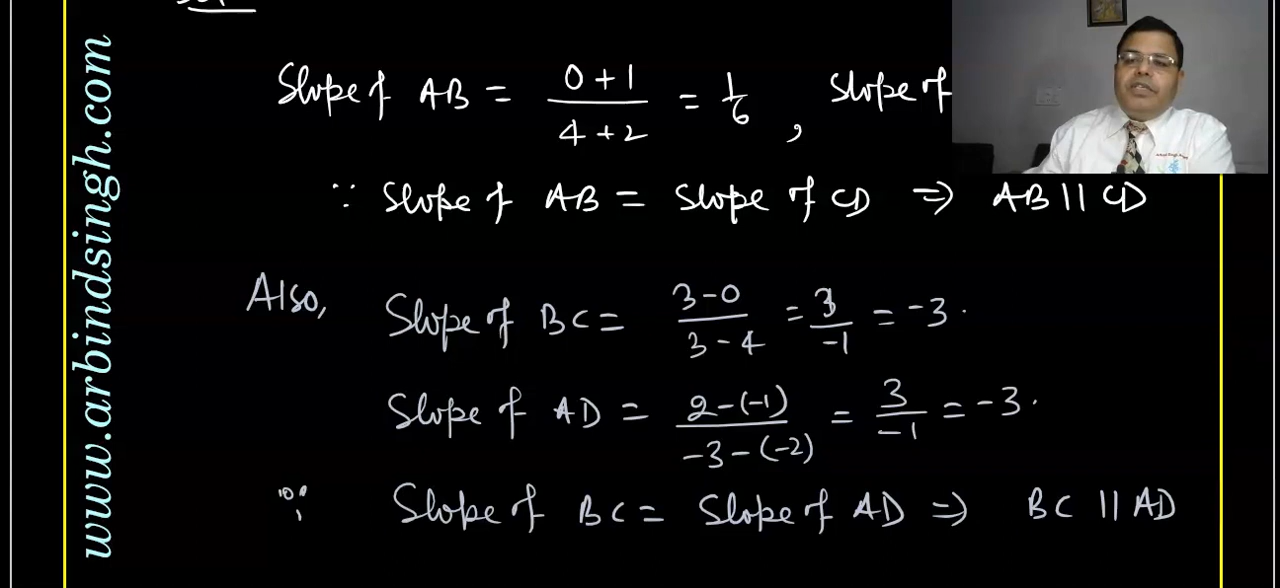 www.arbindsingh.com
Slope of AB = 0+1/4+2 = 1/6 , Slope of
∵ Slope of AB = Slope of CD ⇒ AB || CD
Also, Slope of BC = 3-0/3-4 = 3/-1 = -3.
Slope of AD = 2-(-1)/-3-(-2) = 3/-1 = -3.
Slope of BC = Slope of AD ⇒ BC || AD